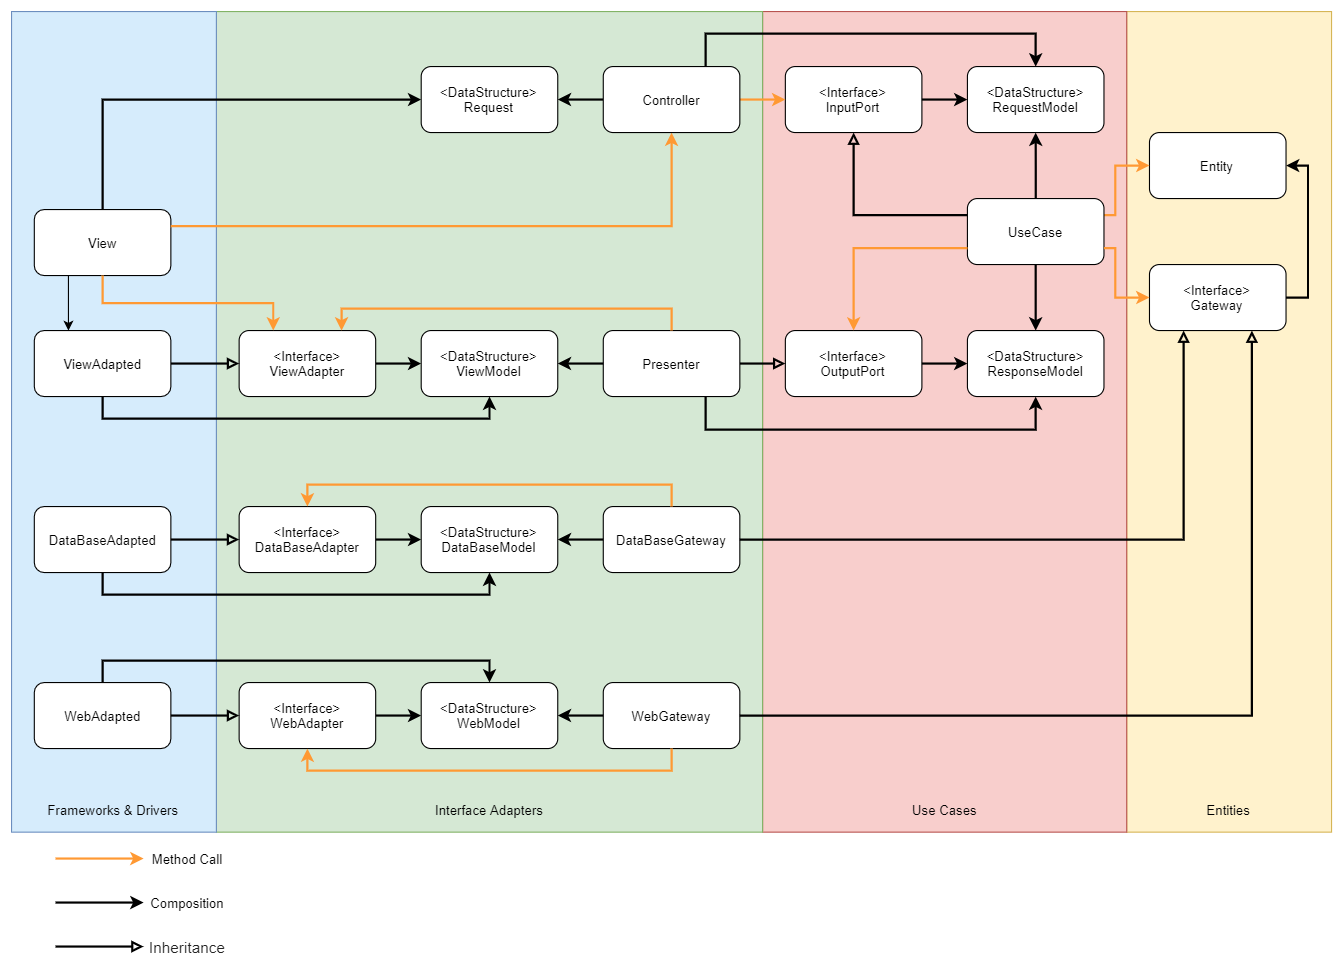 <DataStructure>
Request
Controller
<Interface>
InputPort
<DataStructure>
RequestModel
Entity
View
UseCase
<Interface>
Gateway
ViewAdapted
<Interface>
ViewAdapter
<DataStructure>
ViewModel
Presenter
<Interface>
OutputPort
<DataStructure>
ResponseModel
DataBaseAdapted
<Interface>
DataBaseAdapter
<DataStructure>
DataBaseModel
DataBaseGateway
WebAdapted
<Interface>
WebAdapter
<DataStructure>
WebModel
WebGateway
Frameworks & Drivers
Interface Adapters
Use Cases
Entities
Method Call
Composition
Inheritance